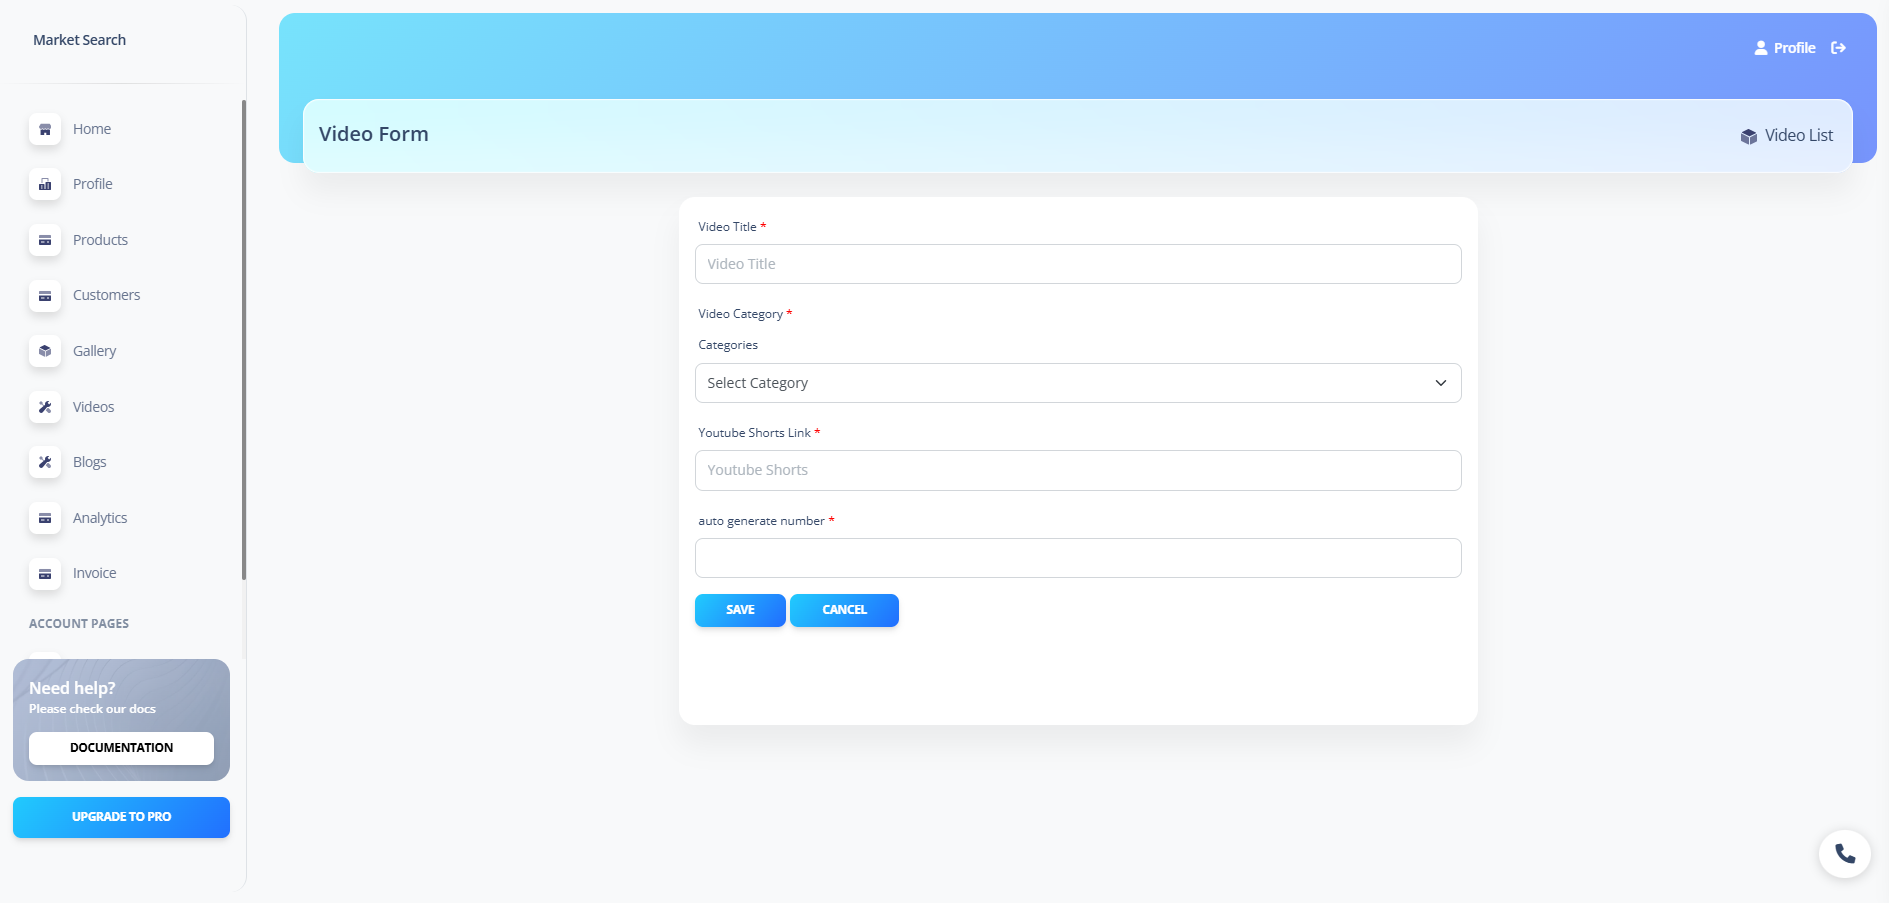 Market Search
Home
Profile
Products
Customers
Gallery
Videos
Blogs
Analytics
Invoice
ACCOUNT PAGES
Need help?
Please check our docs
DOCUMENTATION
UPGRADE TO PRO
Profile
Video Form
Video List
Video Title *
Video Title
Video Category *
Categories
Select Category
Youtube Shorts Link *
Youtube Shorts
auto generate number *
SAVE
CANCEL